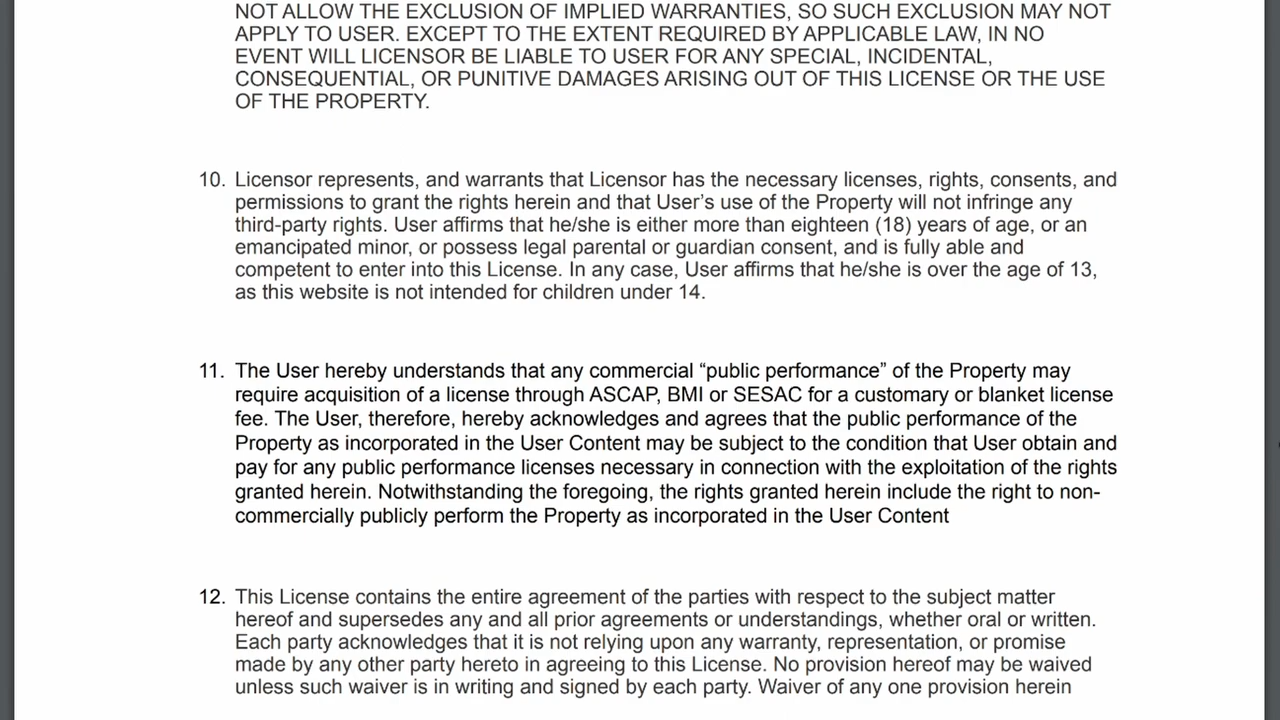 NOT ALLOW THE EXCLUSION OF IMPLIED WARRANTIES, SO SUCH EXCLUSION MAY NOT
APPLY TO USER. EXCEPT TO THE EXTENT REQUIRED BY APPLICABLE LAW, IN NO
EVENT WILL LICENSOR BE LIABLE TO USER FOR ANY SPECIAL, INCIDENTAL,
CONSEQUENTIAL, OR PUNITIVE DAMAGES ARISING OUT OF THIS LICENSE OR THE USE
OF THE PROPERTY.
10. Licensor represents, and warrants that Licensor has the necessary licenses, rights, consents, and
permissions to grant the rights herein and that User’s use of the Property will not infringe any
third-party rights. User affirms that he/she is either more than eighteen (18) years of age, or an
emancipated minor, or possess legal parental or guardian consent, and is fully able and
competent to enter into this License. In any case, User affirms that he/she is over the age of 13,
as this website is not intended for children under 14.
11. The User hereby understands that any commercial “public performance” of the Property may
require acquisition of a license through ASCAP, BMI or SESAC for a customary or blanket license
fee. The User, therefore, hereby acknowledges and agrees that the public performance of the
Property as incorporated in the User Content may be subject to the condition that User obtain and
pay for any public performance licenses necessary in connection with the exploitation of the rights
granted herein. Notwithstanding the foregoing, the rights granted herein include the right to non-
commercially publicly perform the Property as incorporated in the User Content
12. This License contains the entire agreement of the parties with respect to the subject matter
hereof and supersedes any and all prior agreements or understandings, whether oral or written.
Each party acknowledges that it is not relying upon any warranty, representation, or promise
made by any other party hereto in agreeing to this License. No provision hereof may be waived
unless such waiver is in writing and signed by each party. Waiver of any one provision herein